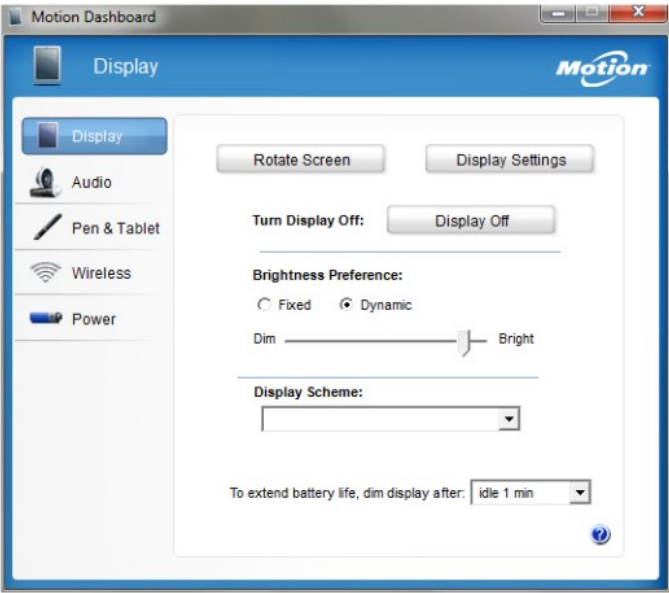 Motion Dashboard
Display
Motion
Display
Audio
Pen & Tablet
Wireless
Power
Rotate Screen
Display Settings
Turn Display Off:
Display Off
Brightness Preference:
Fixed
Dynamic
Dim
Bright
Display Scheme:
To extend battery life, dim display after:
idle 1 min
?